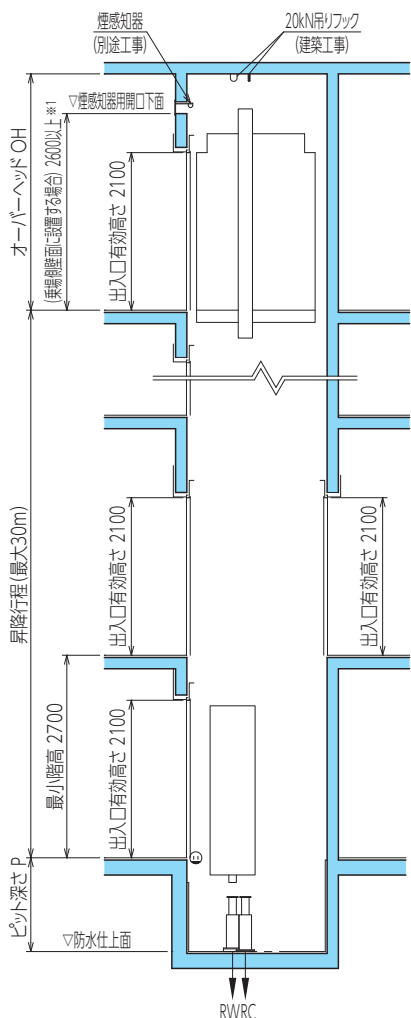 煙感知器
(別途工事)
20kN吊りフック
(建築工事)
▽煙感知器用開口下面
オーバーヘッド OH
(乗場側壁面に設置する場合) 2600以上 ※1
出入口有効高さ 2100
昇降行程(最大30m)
出入口有効高さ 2100
出入口有効高さ 2100
最小階高 2700
出入口有効高さ 2100
ピット深さ P
▽防水仕上面
RWRC